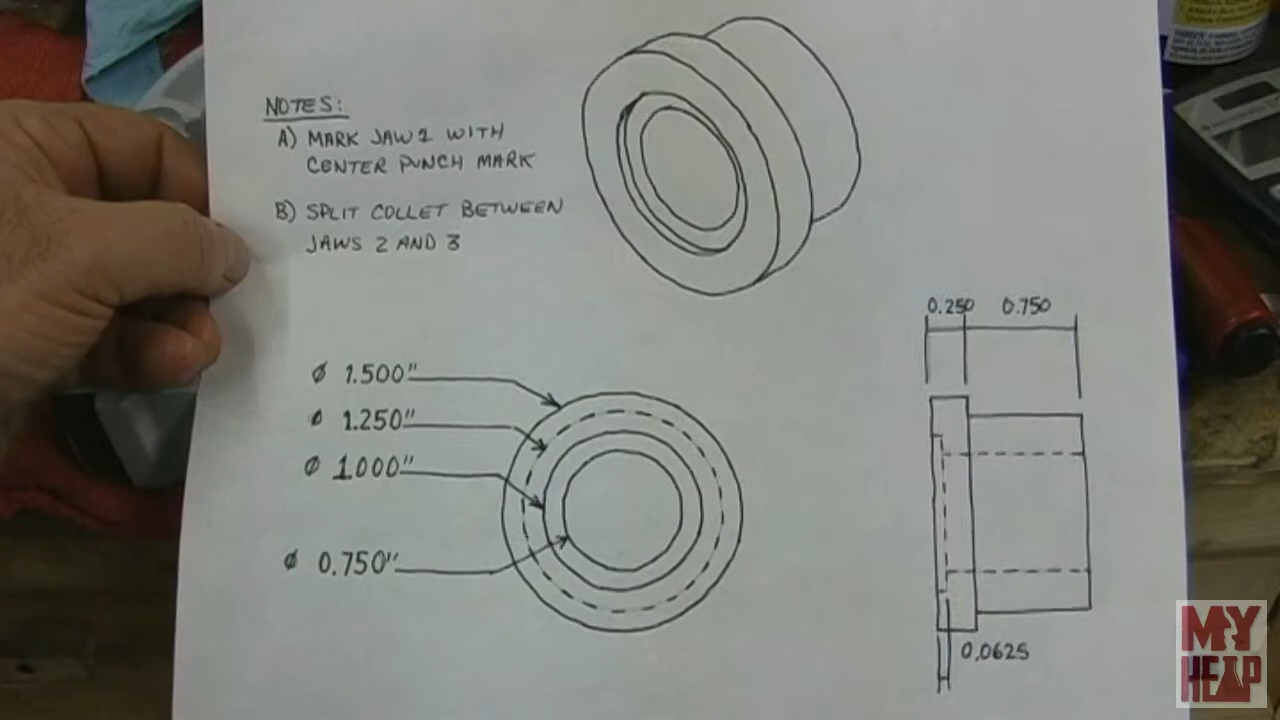 NOTES:
A) MARK JAW 1 WITH
CENTER PUNCH MARK
B) SPLIT COLLET BETWEEN
JAWS 2 AND 3
0.250 0.750
Ø 1.500"
Ø 1.250"
Ø 1.000"
Ø 0.750"
0.0625
MY
HEAP